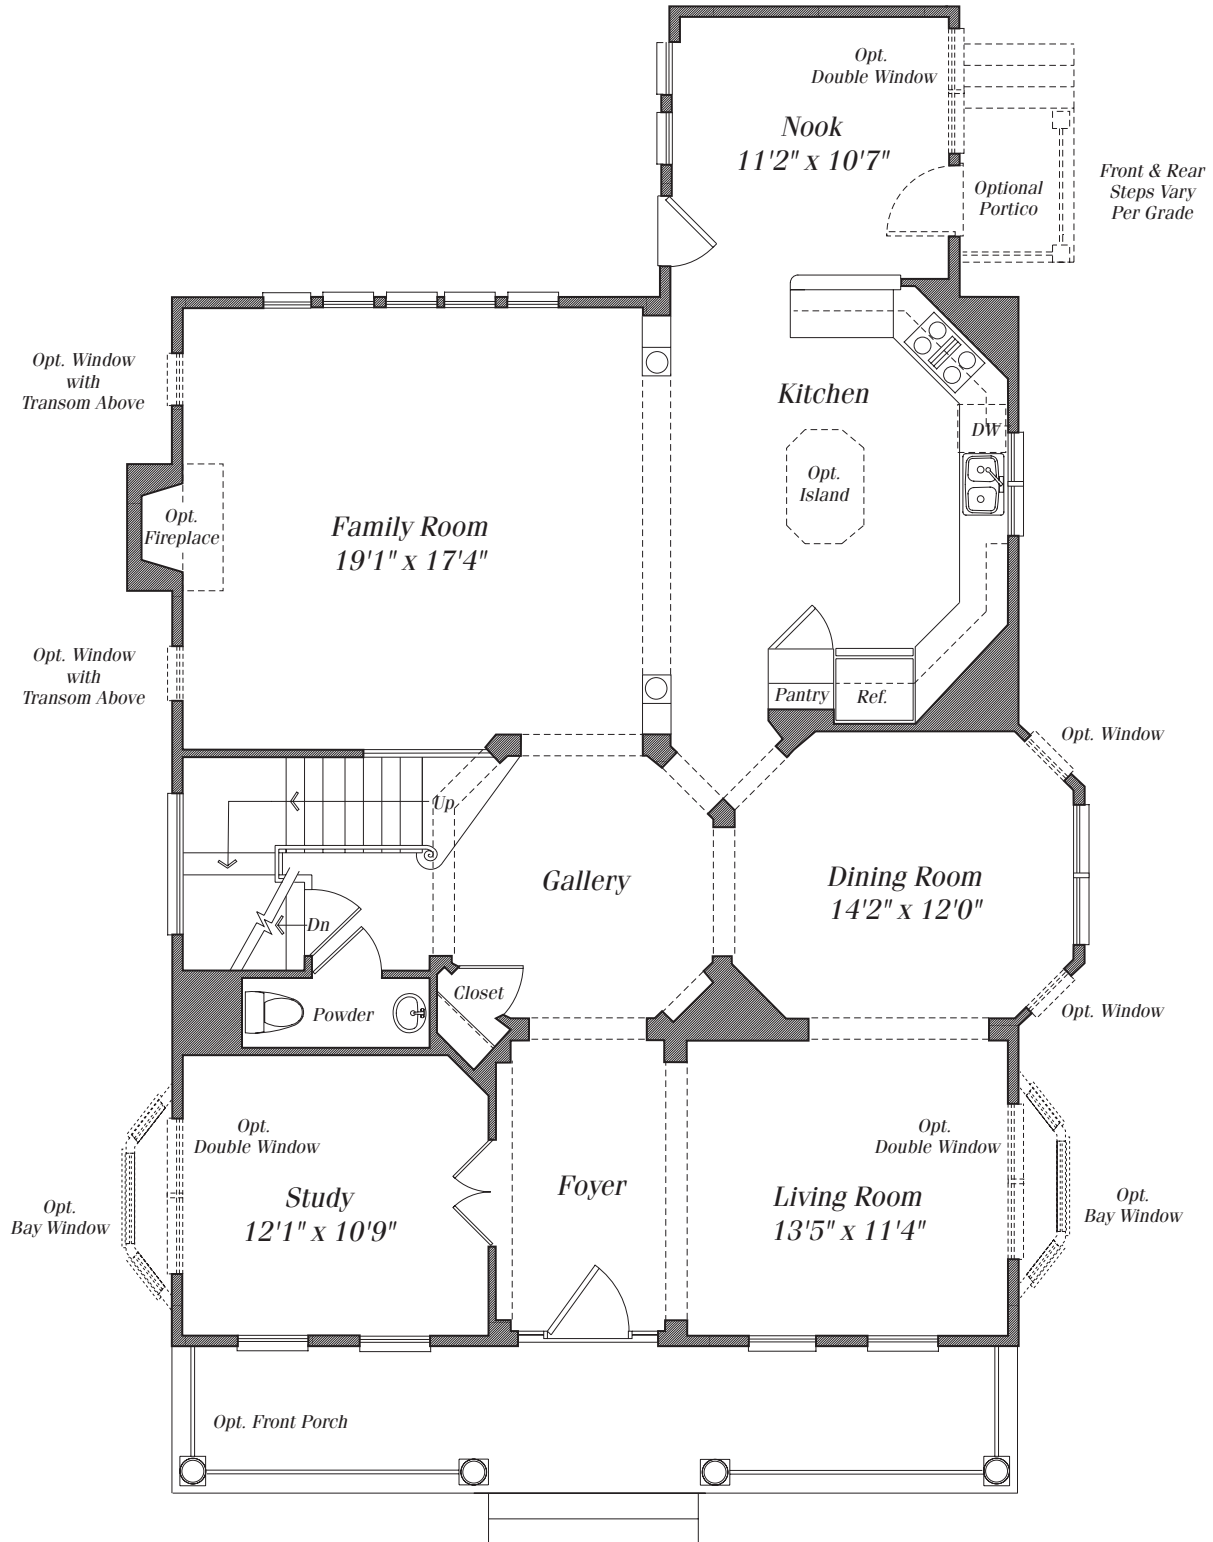 Opt.
Double Window
Nook
11'2" x 10'7"
Optional
Portico
Front & Rear
Steps Vary
Per Grade
Opt. Window
with
Transom Above
Kitchen
DW
Opt.
Island
Opt.
Fireplace
Family Room
19'1" x 17'4"
Opt. Window
with
Transom Above
Pantry
Ref.
Opt. Window
Up
Gallery
Dining Room
14'2" x 12'0"
Dn
Closet
Powder
Opt. Window
Opt.
Double Window
Opt.
Double Window
Opt.
Bay Window
Study
12'1" x 10'9"
Foyer
Living Room
13'5" x 11'4"
Opt.
Bay Window
Opt. Front Porch